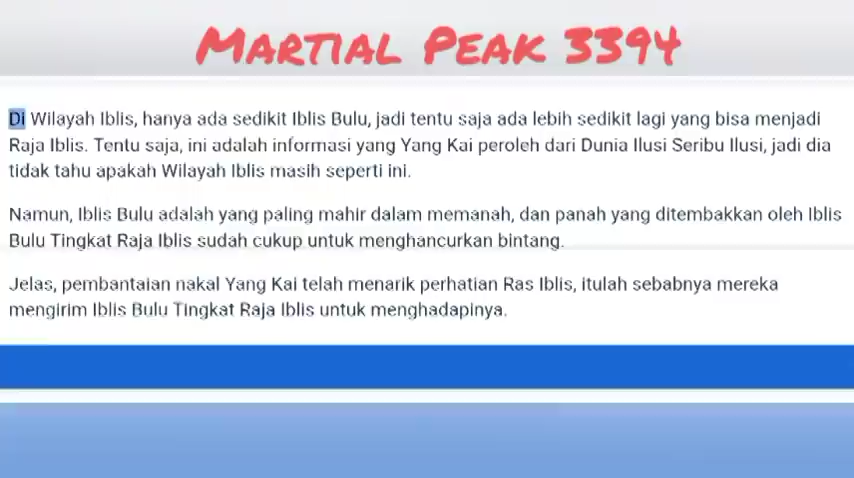 MARTIAL PEAK 3394
Di Wilayah Iblis, hanya ada sedikit Iblis Bulu, jadi tentu saja ada lebih sedikit lagi yang bisa menjadi
Raja Iblis. Tentu saja, ini adalah informasi yang Yang Kai peroleh dari Dunia Ilusi Seribu Ilusi, jadi dia
tidak tahu apakah Wilayah Iblis masih seperti ini.
Namun, Iblis Bulu adalah yang paling mahir dalam memanah, dan panah yang ditembakkan oleh Iblis
Bulu Tingkat Raja Iblis sudah cukup untuk menghancurkan bintang.
Jelas, pembantaian nakal Yang Kai telah menarik perhatian Ras Iblis, itulah sebabnya mereka
mengirim Iblis Bulu Tingkat Raja Iblis untuk menghadapinya.